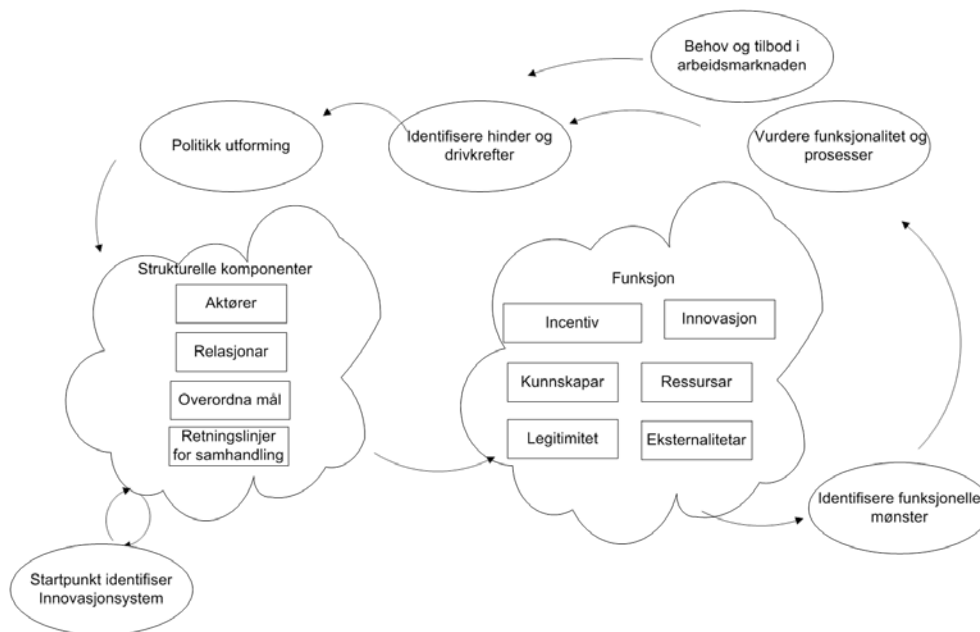 Behov og tilbod i
arbeidsmarknaden
Politikk utforming
Identifisere hinder og
drivkrefter
Vurdere funksjonalitet og
prosesser
Strukturelle komponenter
Aktører
Relasjonar
Overordna mål
Retningslinjer
for samhandling
Funksjon
Incentiv
Innovasjon
Kunnskapar
Ressursar
Legitimitet
Eksternalitetar
Identifisere funksjonelle
mønster
Startpunkt identifiser
Innovasjonsystem